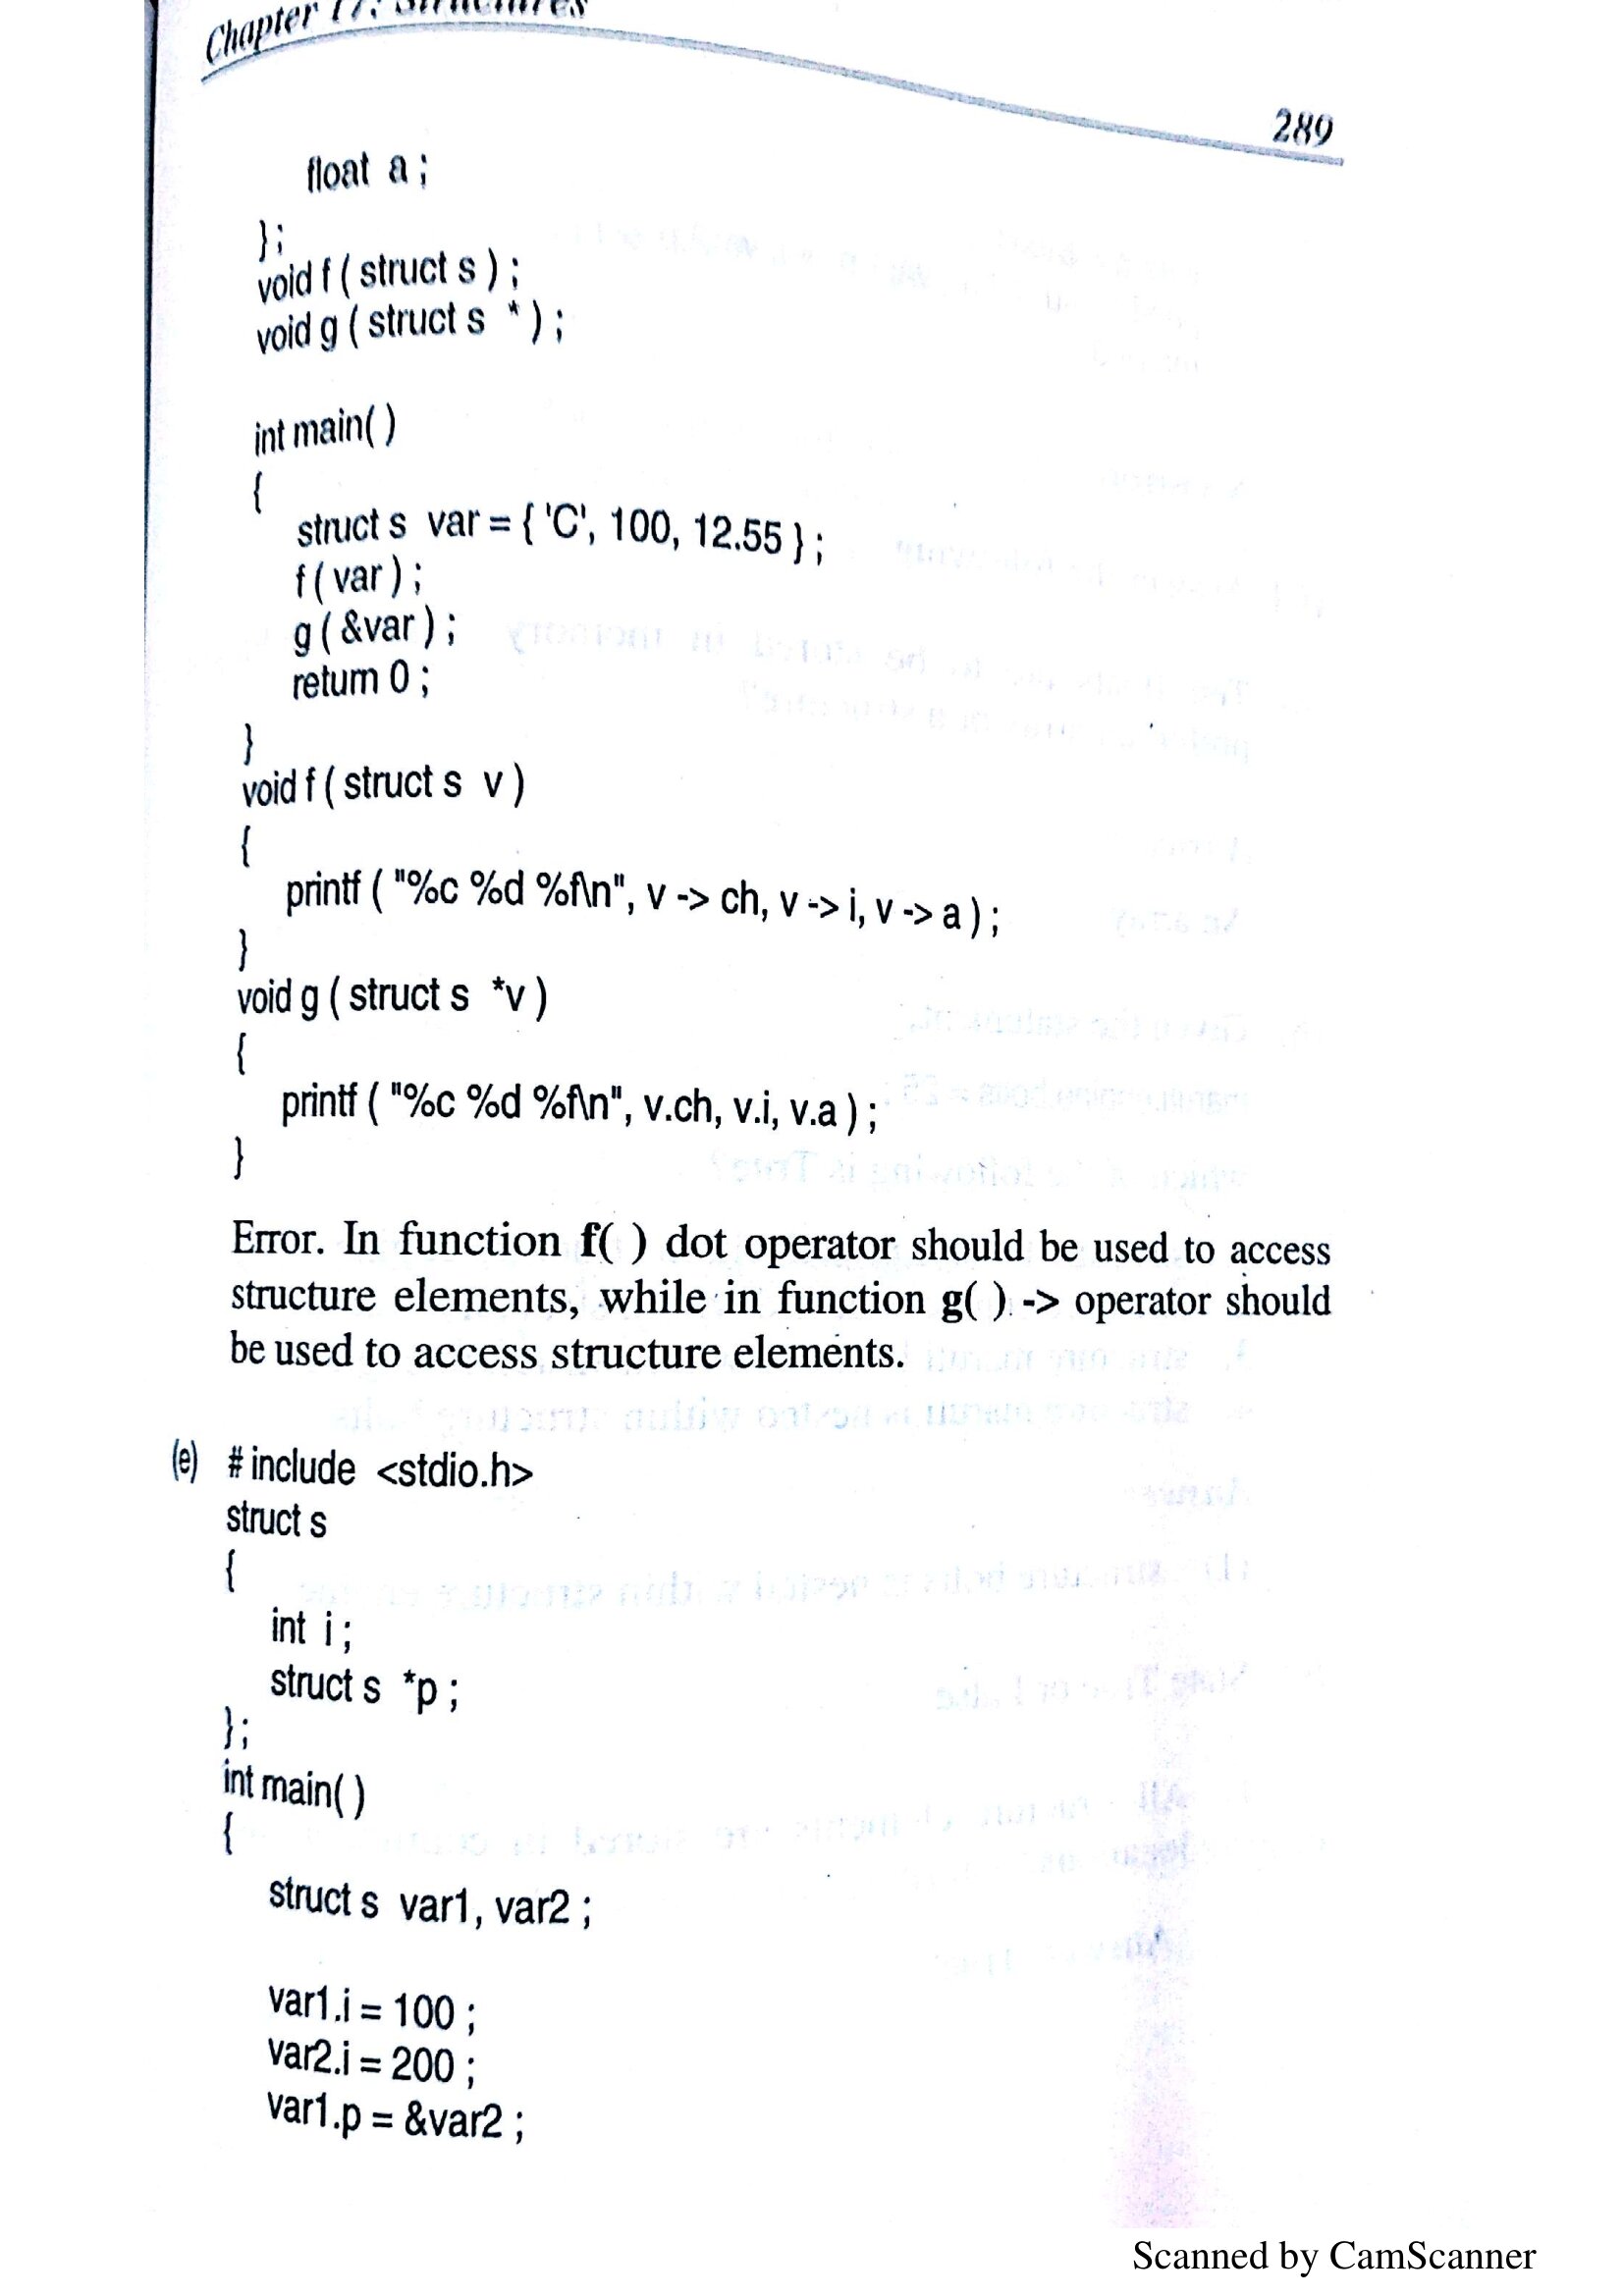 Chapter 17: Structures
289
float a ;
} ;
void f ( struct s ) ;
void g ( struct s * ) ;
int main( )
{
struct s var = { 'C', 100, 12.55 } ;
f ( var ) ;
g ( &var ) ;
return 0 ;
}
void f ( struct s v )
{
printf ( "%c %d %f\n", v -> ch, v -> i, v -> a ) ;
}
void g ( struct s *v )
{
printf ( "%c %d %f\n", v.ch, v.i, v.a ) ;
}
Error. In function f( ) dot operator should be used to access
structure elements, while in function g( ) -> operator should
be used to access structure elements.
(e) # include <stdio.h>
struct s
{
int i ;
struct s *p ;
} ;
int main( )
{
struct s var1, var2 ;
var1.i = 100 ;
var2.i = 200 ;
var1.p = &var2 ;
Scanned by CamScanner